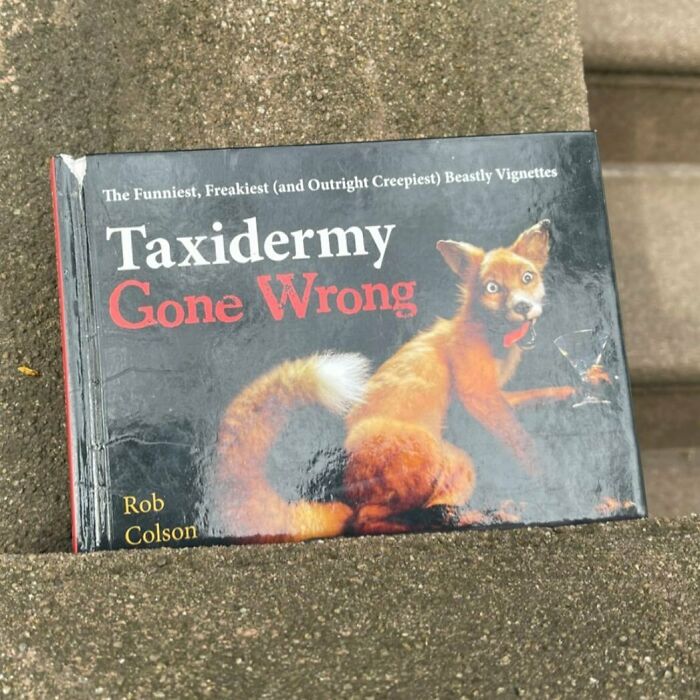 The Funniest, Freakiest (and Outright Creepiest) Beastly Vignettes
Taxidermy
Gone Wrong
Rob
Colson